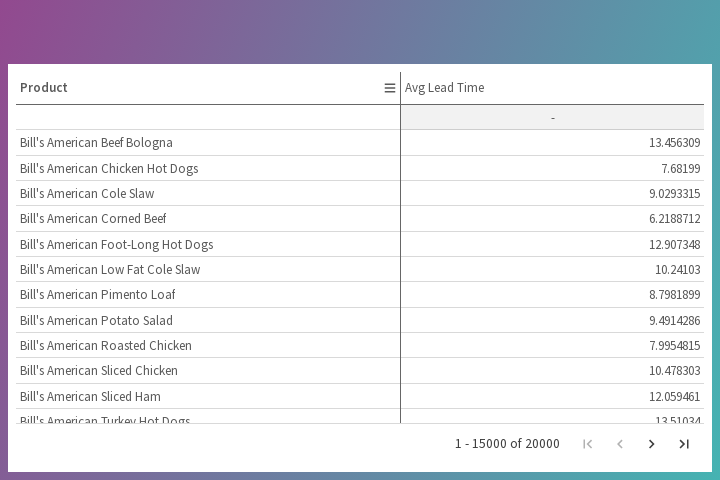 Product Avg Lead Time
-
Bill's American Beef Bologna 13.456309
Bill's American Chicken Hot Dogs 7.68199
Bill's American Cole Slaw 9.0293315
Bill's American Corned Beef 6.2188712
Bill's American Foot-Long Hot Dogs 12.907348
Bill's American Low Fat Cole Slaw 10.24103
Bill's American Pimento Loaf 8.7981899
Bill's American Potato Salad 9.4914286
Bill's American Roasted Chicken 7.9954815
Bill's American Sliced Chicken 10.478303
Bill's American Sliced Ham 12.059461
Bill's American Turkey Hot Dogs 13.51034
1 - 15000 of 20000